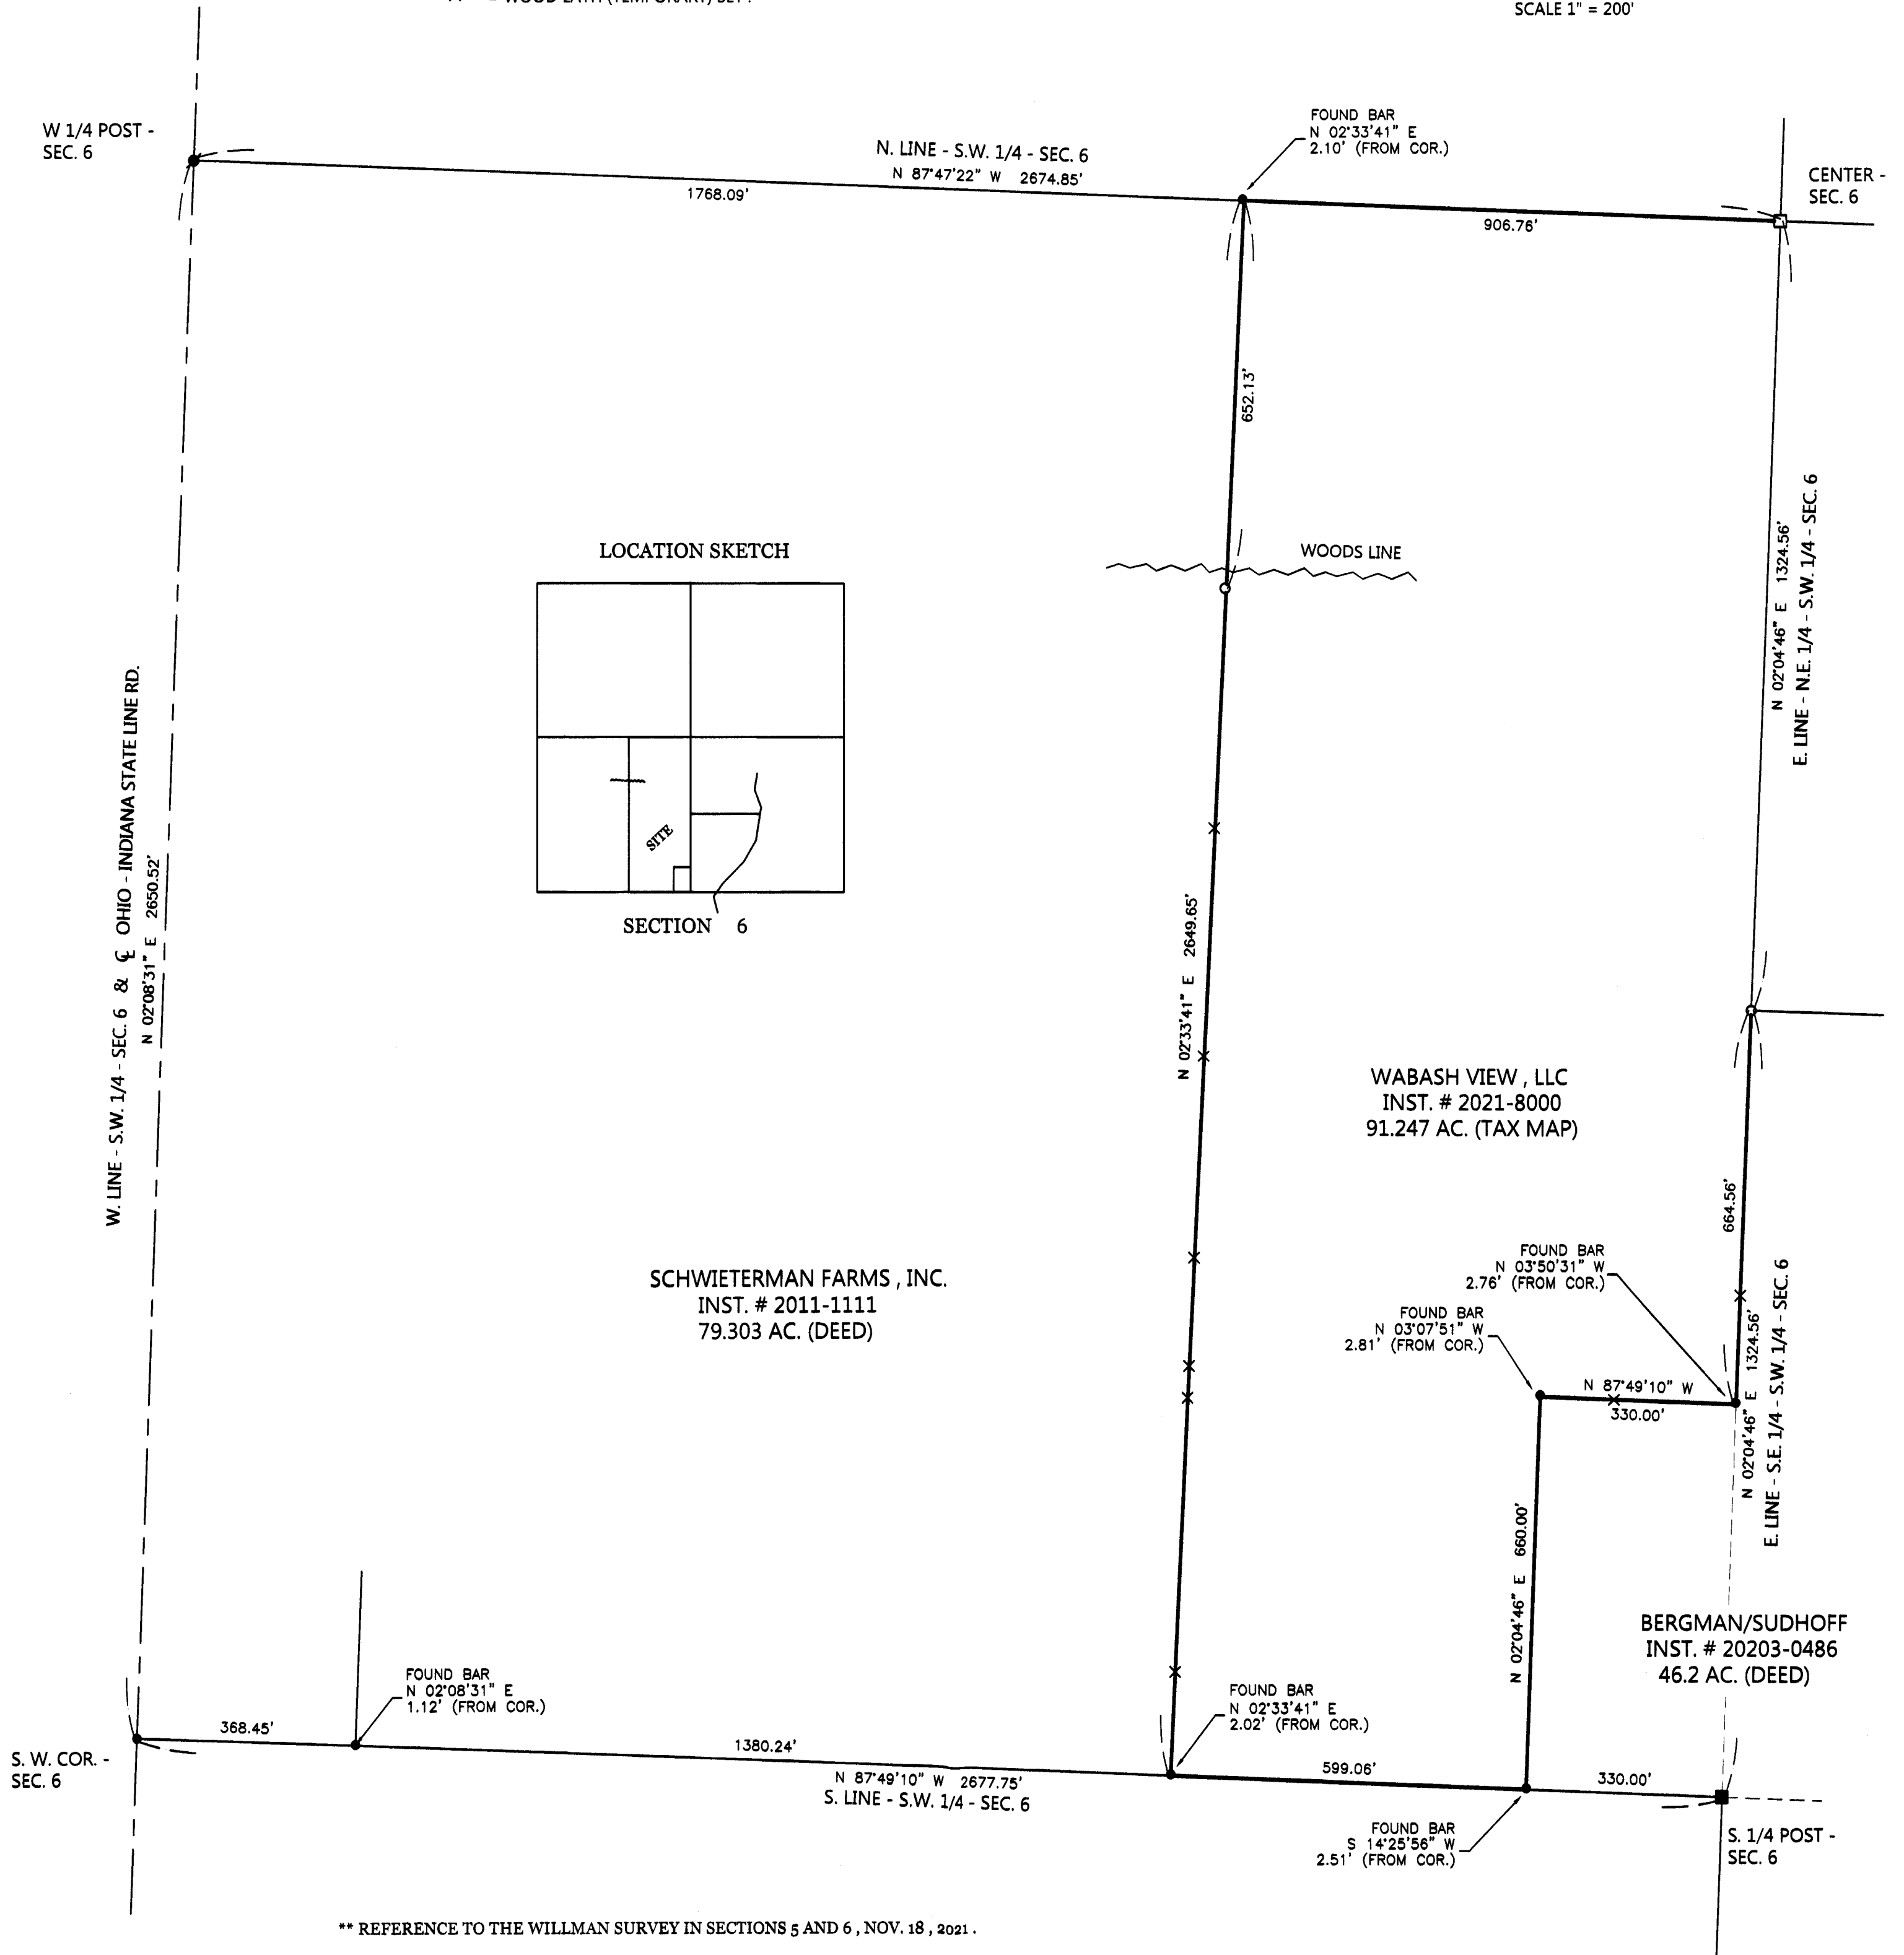 SCALE 1" = 200'
W 1/4 POST -
SEC. 6
N. LINE - S.W. 1/4 - SEC. 6
N 87°47'22" W 2674.85'
1768.09'
FOUND BAR
N 02°33'41" E
2.10' (FROM COR.)
906.76'
CENTER -
SEC. 6
652.13'
WOODS LINE
N 02°04'46" E 1324.56'
E. LINE - N.E. 1/4 - S.W. 1/4 - SEC. 6
LOCATION SKETCH
SITE
SECTION 6
W. LINE - S.W. 1/4 - SEC. 6 & ℄ OHIO - INDIANA STATE LINE RD.
N 02°08'31" E 2650.52'
N 02°33'41" E 2649.65'
WABASH VIEW , LLC
INST. # 2021-8000
91.247 AC. (TAX MAP)
664.56'
SCHWIETERMAN FARMS , INC.
INST. # 2011-1111
79.303 AC. (DEED)
FOUND BAR
N 03°50'31" W
2.76' (FROM COR.)
FOUND BAR
N 03°07'51" W
2.81' (FROM COR.)
N 87°49'10" W
330.00'
N 02°04'46" E 1324.56'
E. LINE - S.E. 1/4 - S.W. 1/4 - SEC. 6
N 02°04'46" E 660.00'
BERGMAN/SUDHOFF
INST. # 20203-0486
46.2 AC. (DEED)
FOUND BAR
N 02°08'31" E
1.12' (FROM COR.)
FOUND BAR
N 02°33'41" E
2.02' (FROM COR.)
S. W. COR. -
SEC. 6
368.45'
1380.24'
N 87°49'10" W 2677.75'
S. LINE - S.W. 1/4 - SEC. 6
599.06'
330.00'
FOUND BAR
S 14°25'56" W
2.51' (FROM COR.)
S. 1/4 POST -
SEC. 6
** REFERENCE TO THE WILLMAN SURVEY IN SECTIONS 5 AND 6 , NOV. 18 , 2021 .